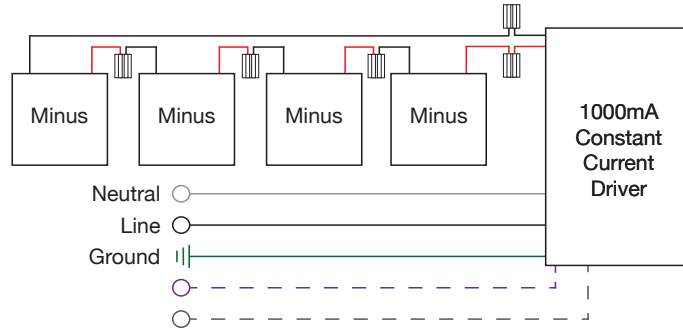 Minus
Minus
Minus
Minus
1000mA
Constant
Current
Driver
Neutral
Line
Ground